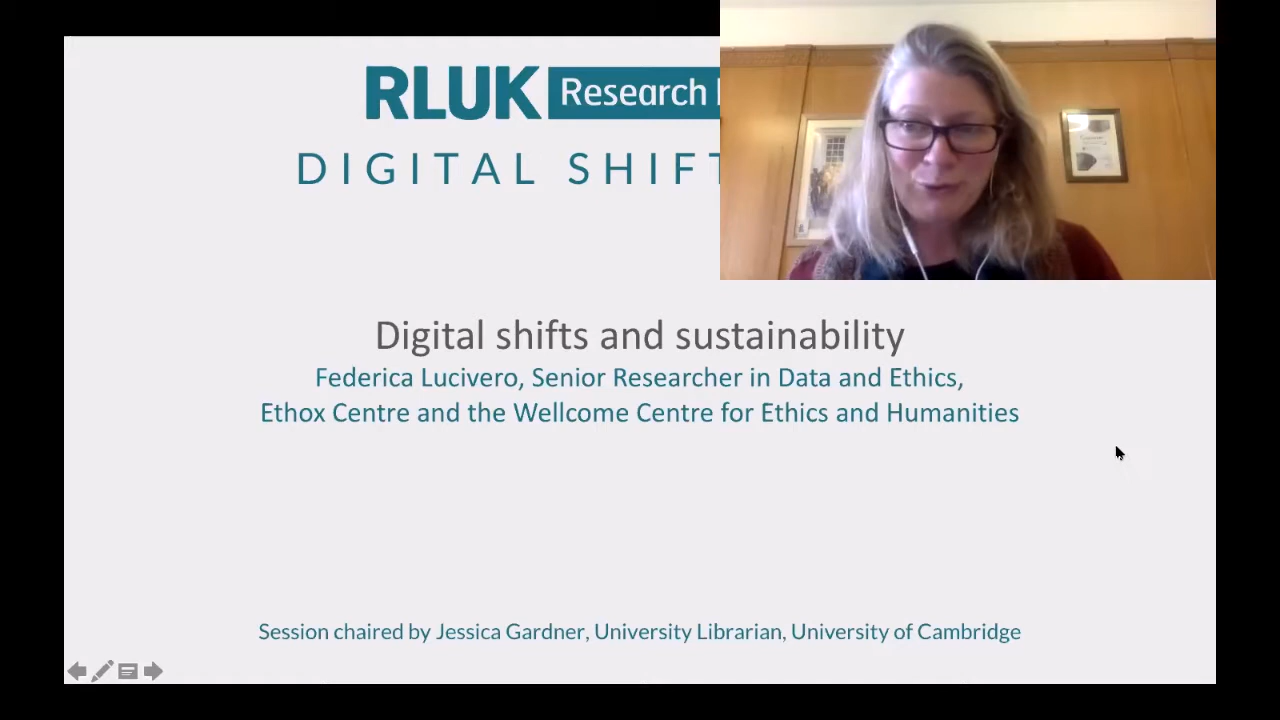 RLUK Research
DIGITAL SHIFT
Digital shifts and sustainability
Federica Lucivero, Senior Researcher in Data and Ethics,
Ethox Centre and the Wellcome Centre for Ethics and Humanities
Session chaired by Jessica Gardner, University Librarian, University of Cambridge